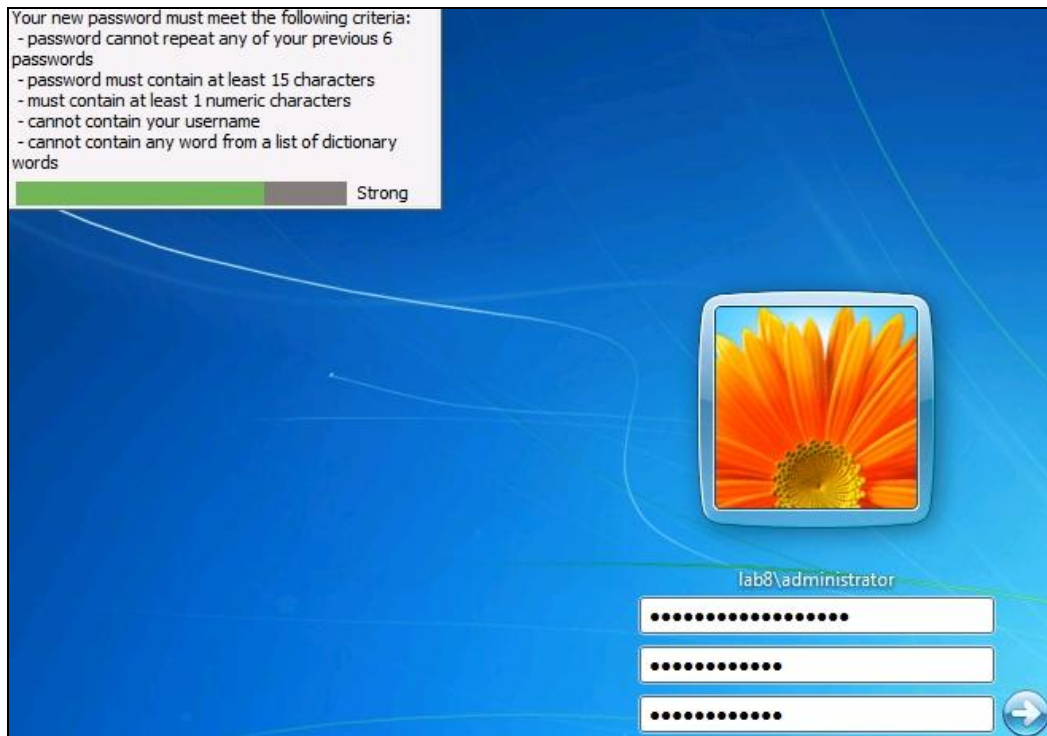 Your new password must meet the following criteria:
- password cannot repeat any of your previous 6
passwords
- password must contain at least 15 characters
- must contain at least 1 numeric characters
- cannot contain your username
- cannot contain any word from a list of dictionary
words
Strong
lab8\administrator